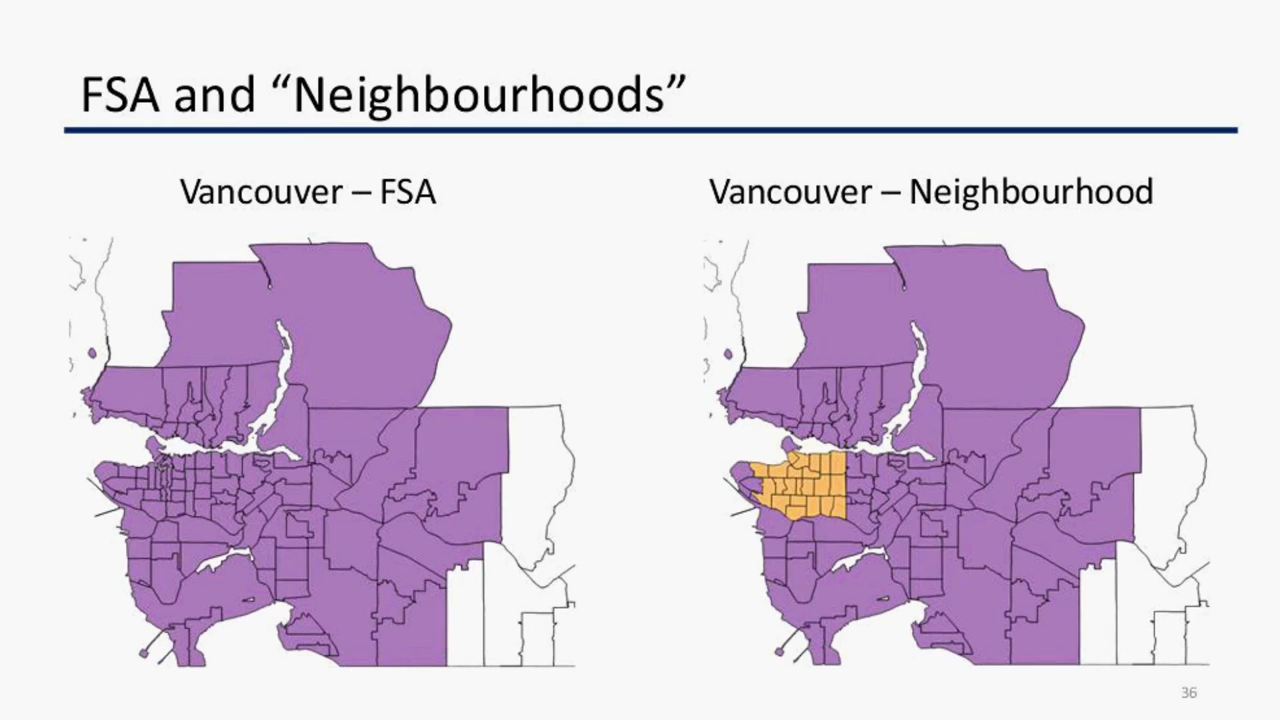 FSA and “Neighbourhoods”
Vancouver – FSA
Vancouver – Neighbourhood
36